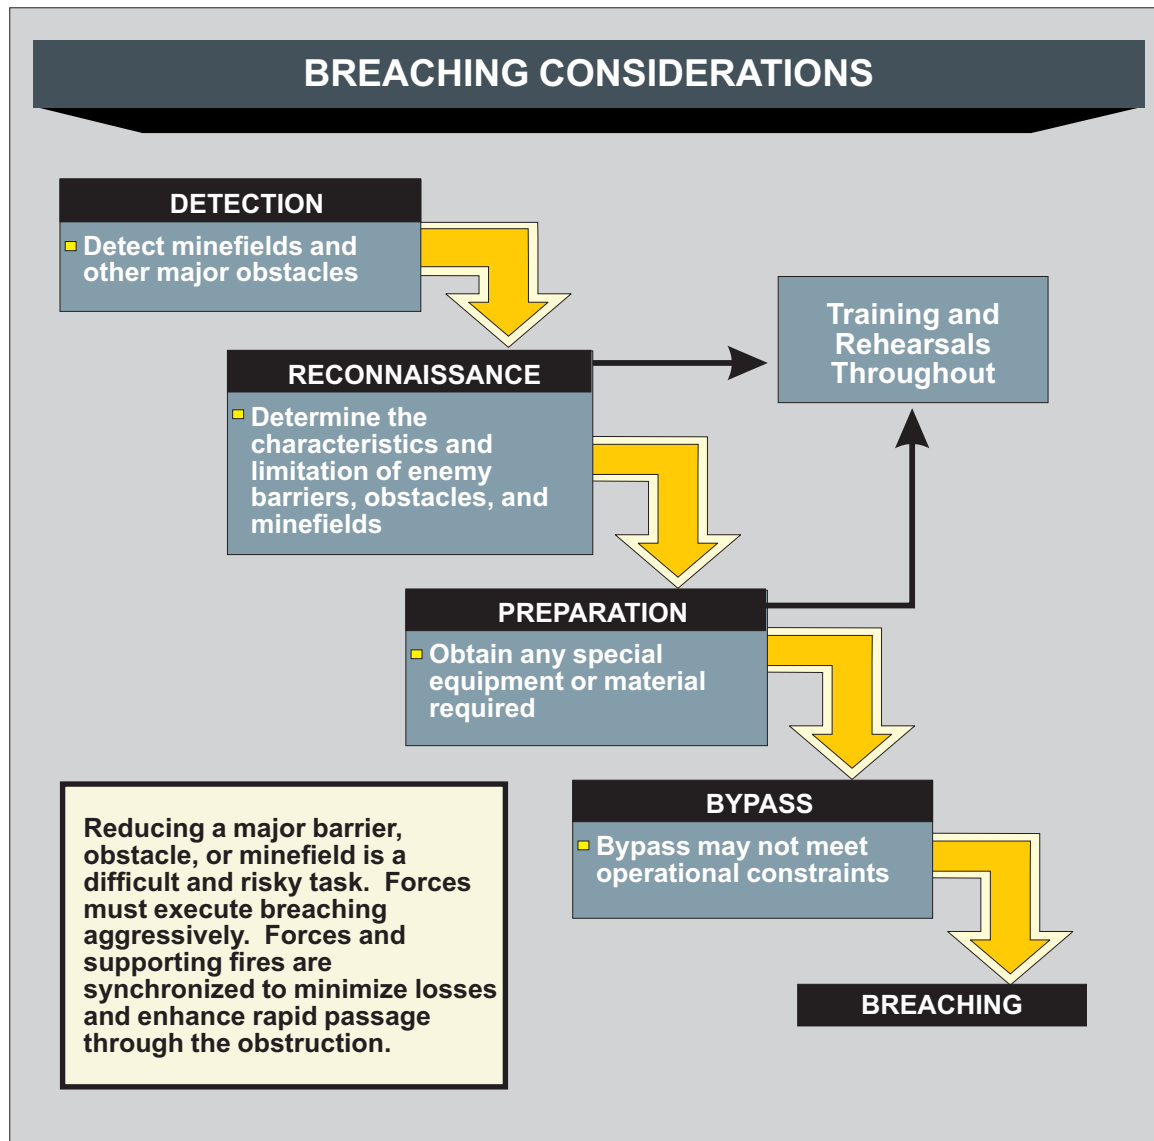 BREACHING CONSIDERATIONS
DETECTION
Detect minefields and
other major obstacles
RECONNAISSANCE
Determine the
characteristics and
limitation of enemy
barriers, obstacles, and
minefields
Training and
Rehearsals
Throughout
PREPARATION
Obtain any special
equipment or material
required
BYPASS
Bypass may not meet
operational constraints
BREACHING
Reducing a major barrier,
obstacle, or minefield is a
difficult and risky task.  Forces
must execute breaching
aggressively.  Forces and
supporting fires are
synchronized to minimize losses
and enhance rapid passage
through the obstruction.